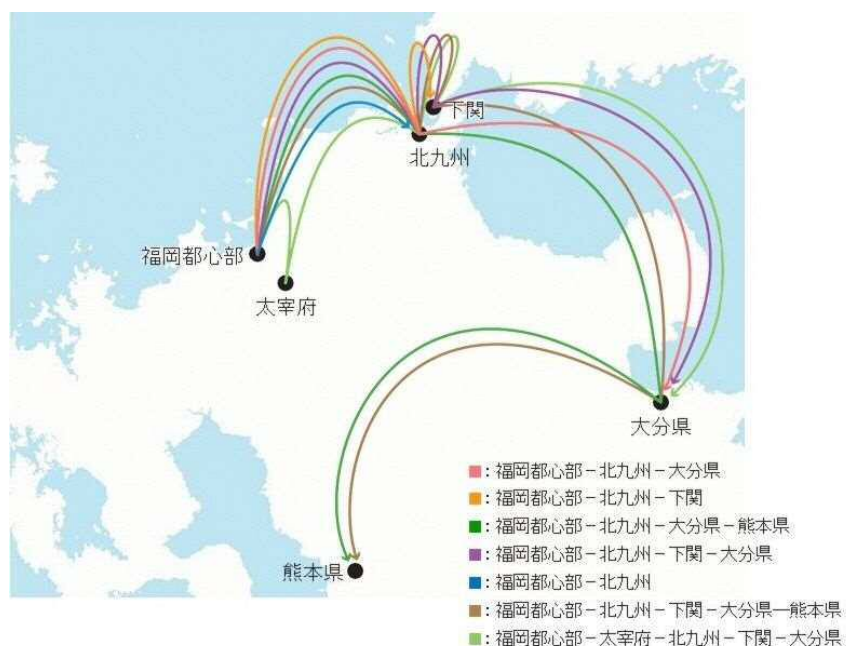 下関
北九州
福岡都心部
太宰府
大分県
熊本県
■：福岡都心部－北九州－大分県
■：福岡都心部－北九州－下関
■：福岡都心部－北九州－大分県－熊本県
■：福岡都心部－北九州－下関－大分県
■：福岡都心部－北九州
■：福岡都心部－北九州－下関－大分県―熊本県
■：福岡都心部－太宰府－北九州－下関－大分県